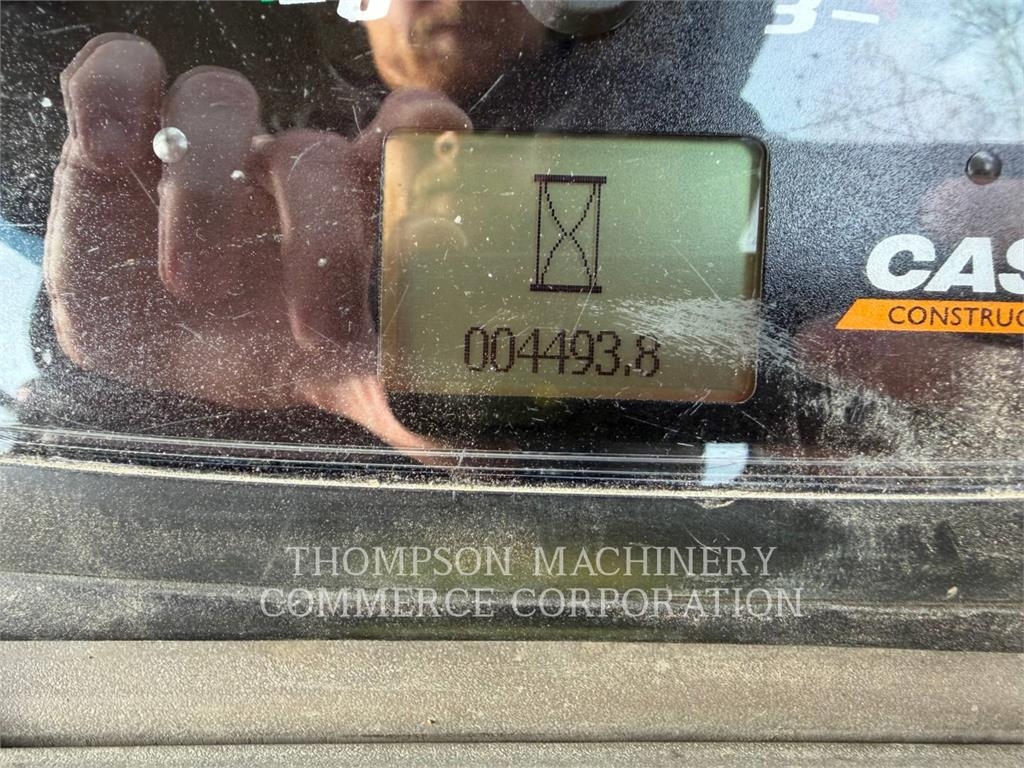 004493.8
CAS
CONSTRUC
THOMPSON MACHINERY
COMMERCE CORPORATION